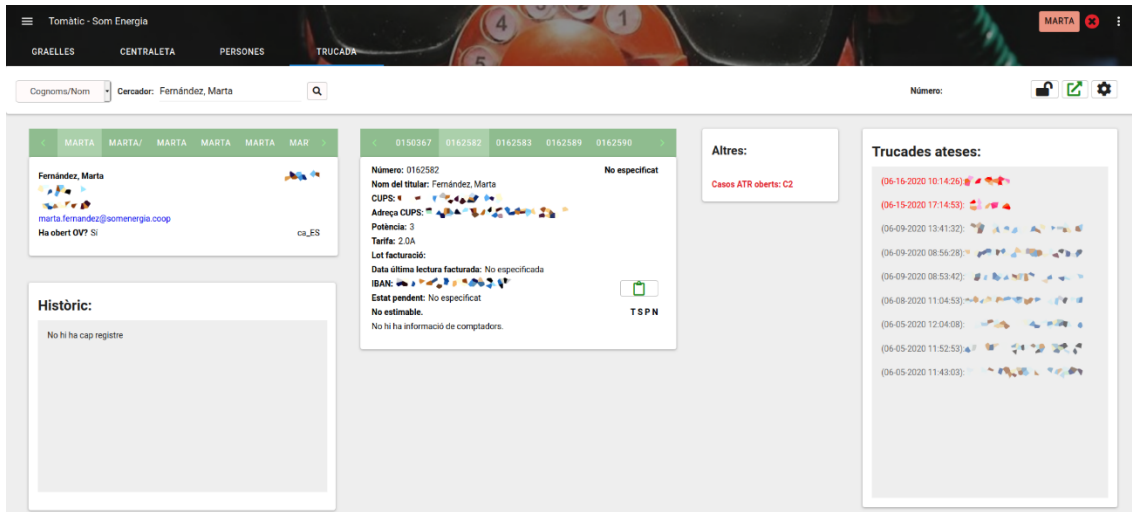 Tomàtic - Som Energia
MARTA
GRAELLES CENTRALETA PERSONES TRUCADA
Cognoms/Nom Cercador: Fernández, Marta
Número:
MARTA MARTA/ MARTA MARTA MARTA MAR
Fernández, Marta
marta.fernandez@somenergia.coop
Ha obert OV? Sí ca_ES
Històric:
No hi ha cap registre
0150367 0162582 0162583 0162589 0162590
Número: 0162582 No especificat
Nom del titular: Fernández, Marta
CUPS:
Adreça CUPS:
Potència: 3
Tarifa: 2.0A
Lot facturació:
Data última lectura facturada: No especificada
IBAN:
Estat pendent: No especificat
No estimable. T S P N
No hi ha informació de comptadors.
Altres:
Casos ATR oberts: C2
Trucades ateses:
(06-16-2020 10:14:26):
(06-15-2020 17:14:53):
(06-09-2020 13:41:32):
(06-09-2020 08:56:28):
(06-09-2020 08:53:42):
(06-08-2020 11:04:53):
(06-05-2020 12:04:08):
(06-05-2020 11:52:53):
(06-05-2020 11:43:03):